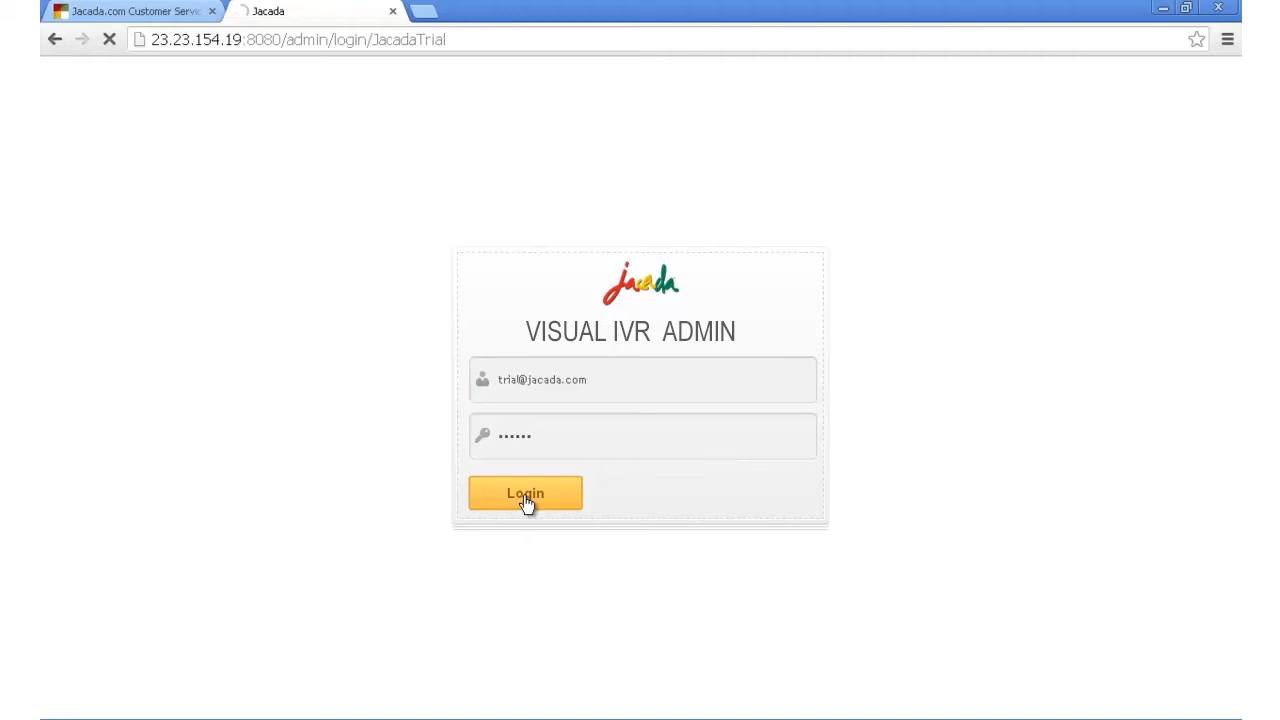 Jacada.com Customer Servic
Jacada
23.23.154.19:8080/admin/login/JacadaTrial
jacada
VISUAL IVR ADMIN
trial@jacada.com
••••••
Login